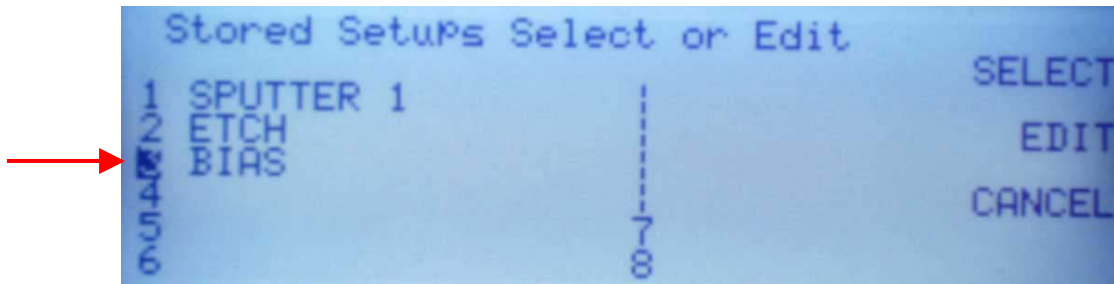 Stored Setups Select or Edit
SELECT
1 SPUTTER 1
2 ETCH
EDIT
3 BIAS
4
CANCEL
5 7
6 8